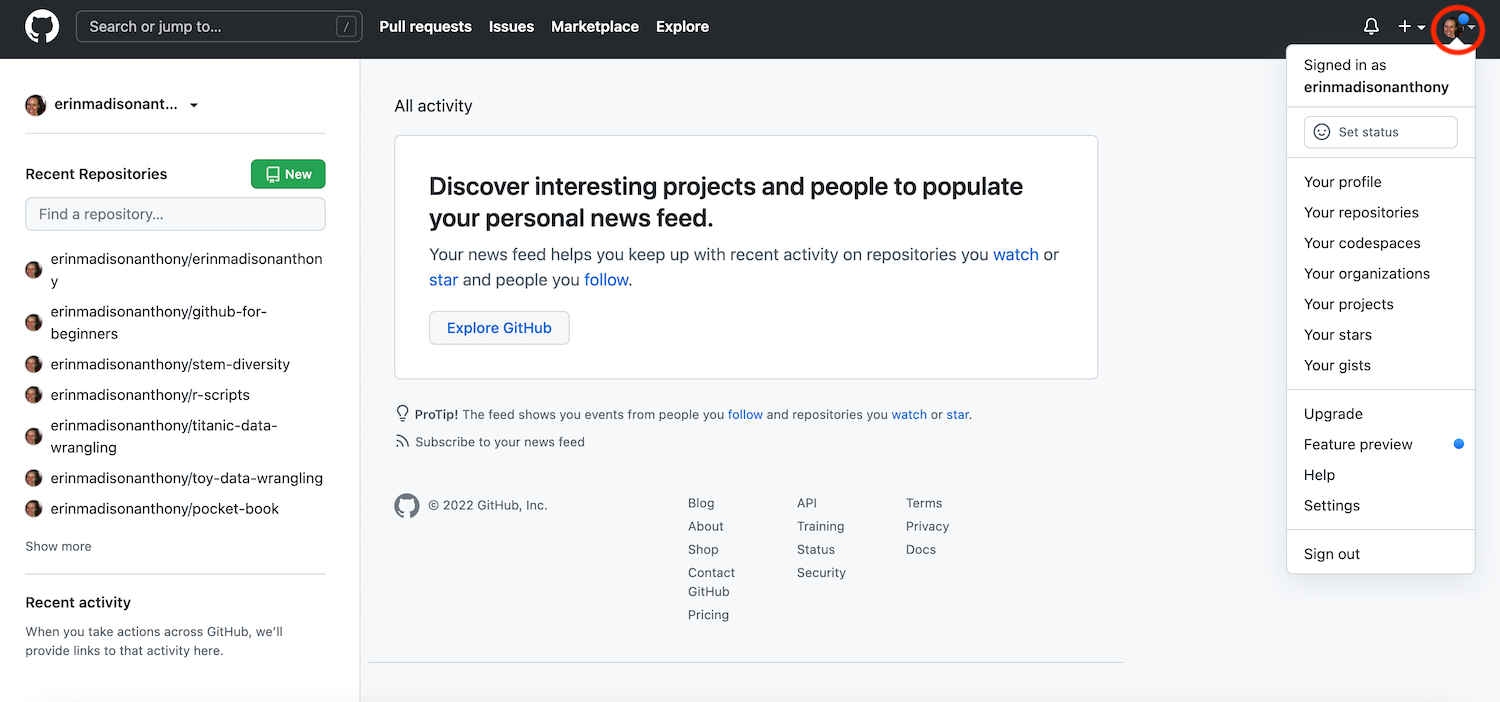 Search or jump to...
/
Pull requests
Issues
Marketplace
Explore
Signed in as
erinmadisonanthony
Set status
Your profile
Your repositories
Your codespaces
Your organizations
Your projects
Your stars
Your gists
Upgrade
Feature preview
Help
Settings
Sign out
erinmadisonant...
Recent Repositories
New
Find a repository...
erinmadisonanthony/erinmadisonanthon
y
erinmadisonanthony/github-for-
beginners
erinmadisonanthony/stem-diversity
erinmadisonanthony/r-scripts
erinmadisonanthony/titanic-data-
wrangling
erinmadisonanthony/toy-data-wrangling
erinmadisonanthony/pocket-book
Show more
Recent activity
When you take actions across GitHub, we’ll
provide links to that activity here.
All activity
Discover interesting projects and people to populate
your personal news feed.
Your news feed helps you keep up with recent activity on repositories you watch or
star and people you follow.
Explore GitHub
ProTip! The feed shows you events from people you follow and repositories you watch or star.
Subscribe to your news feed
© 2022 GitHub, Inc.
Blog
About
Shop
Contact
GitHub
Pricing
API
Training
Status
Security
Terms
Privacy
Docs